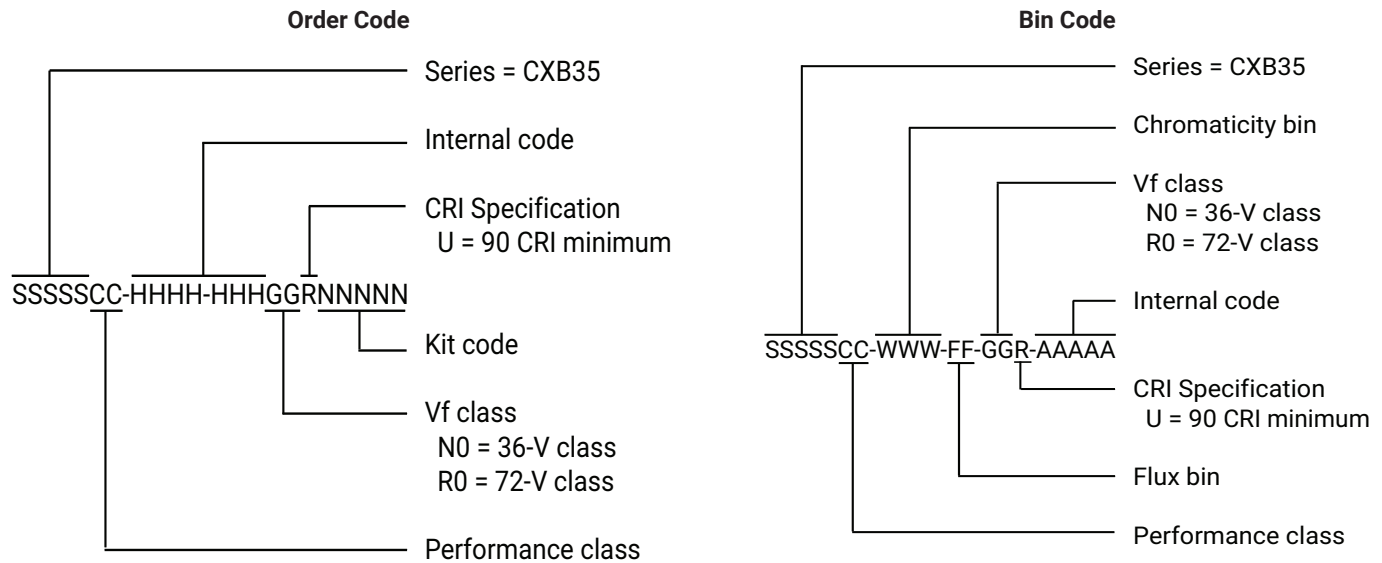 Order Code
Series = CXB35
Internal code
CRI Specification
U = 90 CRI minimum
SSSSSCC-HHHH-HHHGGRNNNNN
Kit code
Vf class
N0 = 36-V class
R0 = 72-V class
Performance class
Bin Code
Series = CXB35
Chromaticity bin
Vf class
N0 = 36-V class
R0 = 72-V class
Internal code
SSSSSCC-WWW-FF-GGR-AAAAA
CRI Specification
U = 90 CRI minimum
Flux bin
Performance class